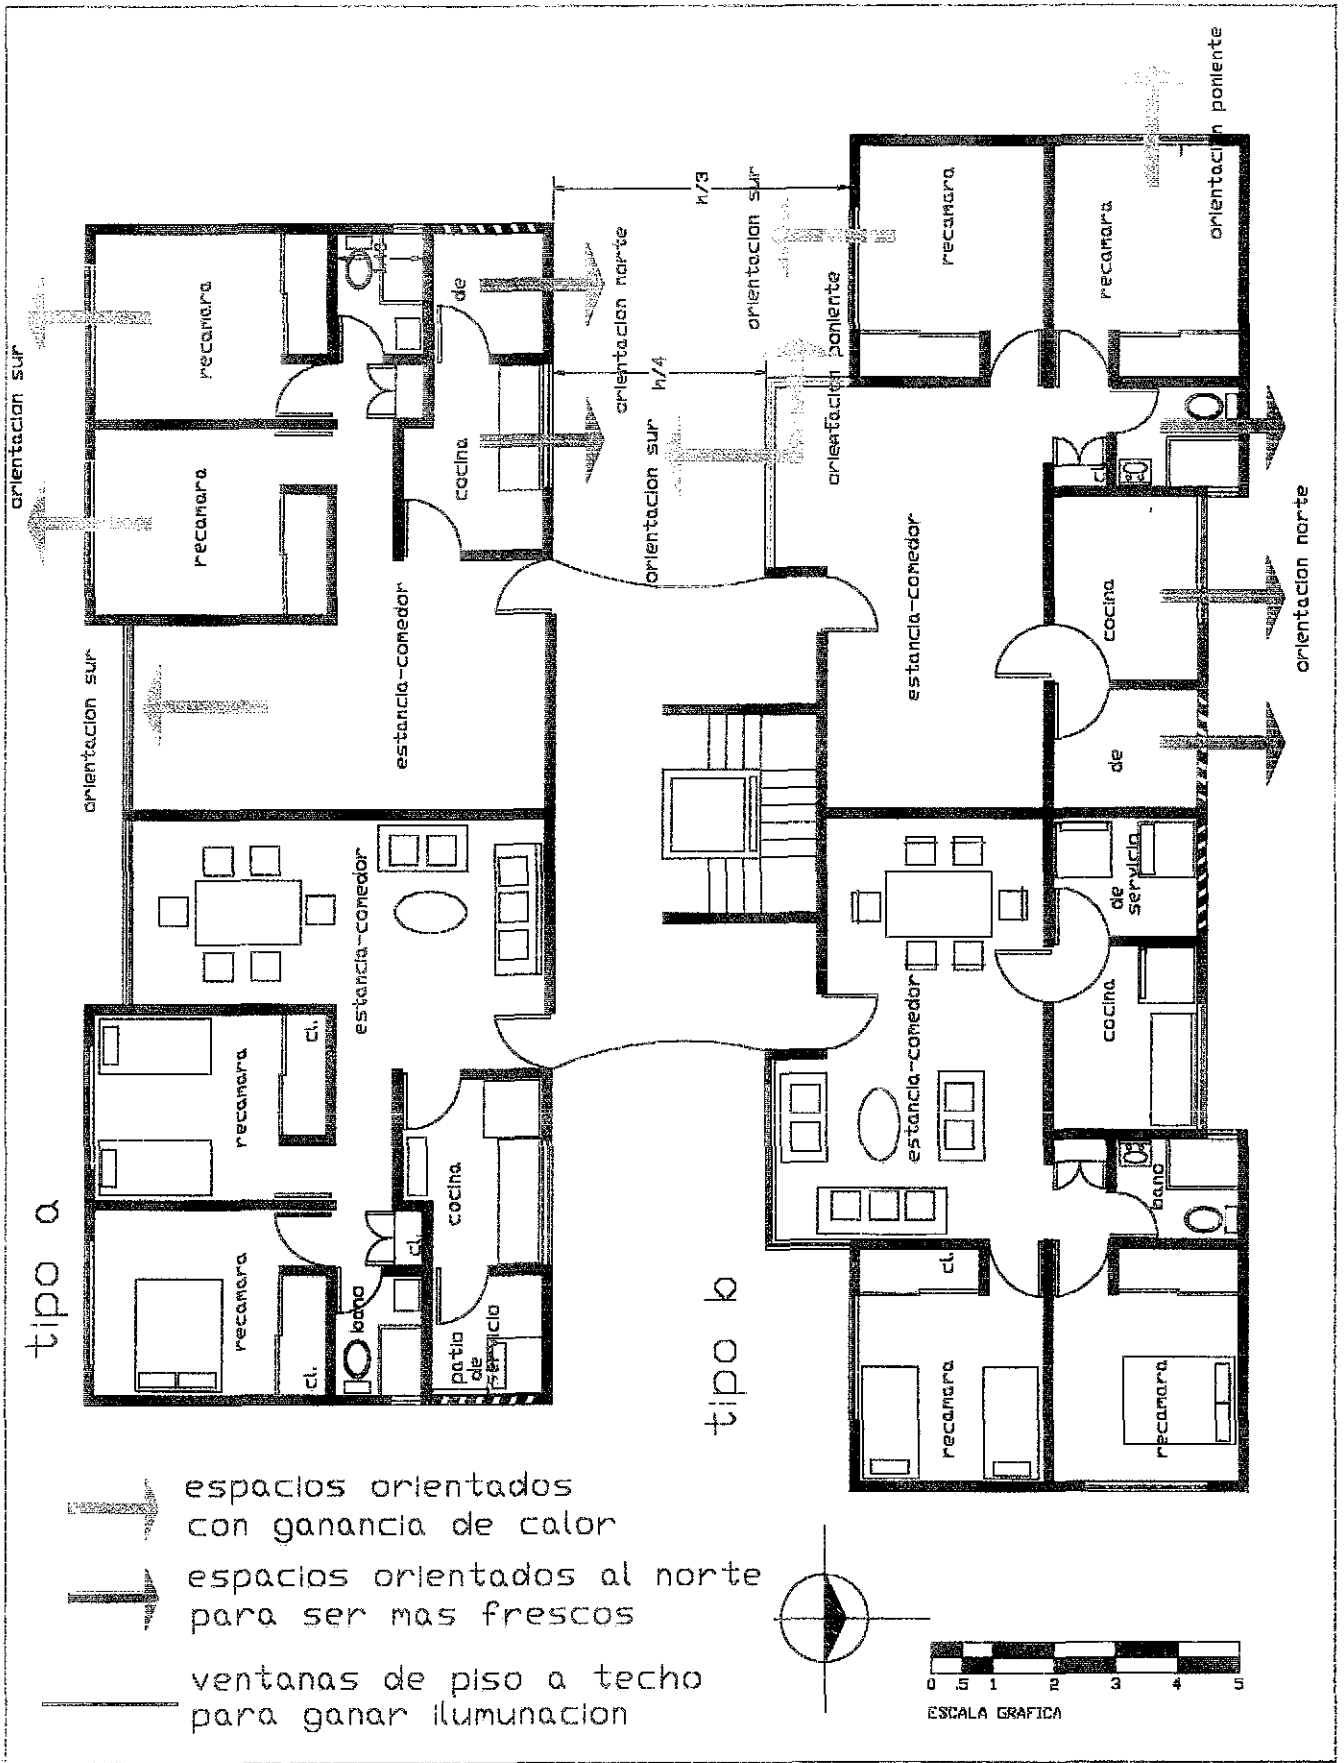 orientacion sur
orientacion sur
recamara
recamara
de
cocina
estancia-comedor
orientacion norte
h/3
h/4
orientacion sur
orientacion sur
orientacion poniente
orientacion poniente
recamara
recamara
cl.
estancia-comedor
cocina
de
orientacion norte
tipo a
estancia-comedor
recamara
cl.
recamara
cl.
cl.
baño
cocina
patio
de
servicio
tipo b
estancia-comedor
de
servicio
cocina
baño
cl.
recamara
recamara
espacios orientados
con ganancia de calor
espacios orientados al norte
para ser mas frescos
ventanas de piso a techo
para ganar ilumunacion
0 .5 1 2 3 4 5
ESCALA GRAFICA